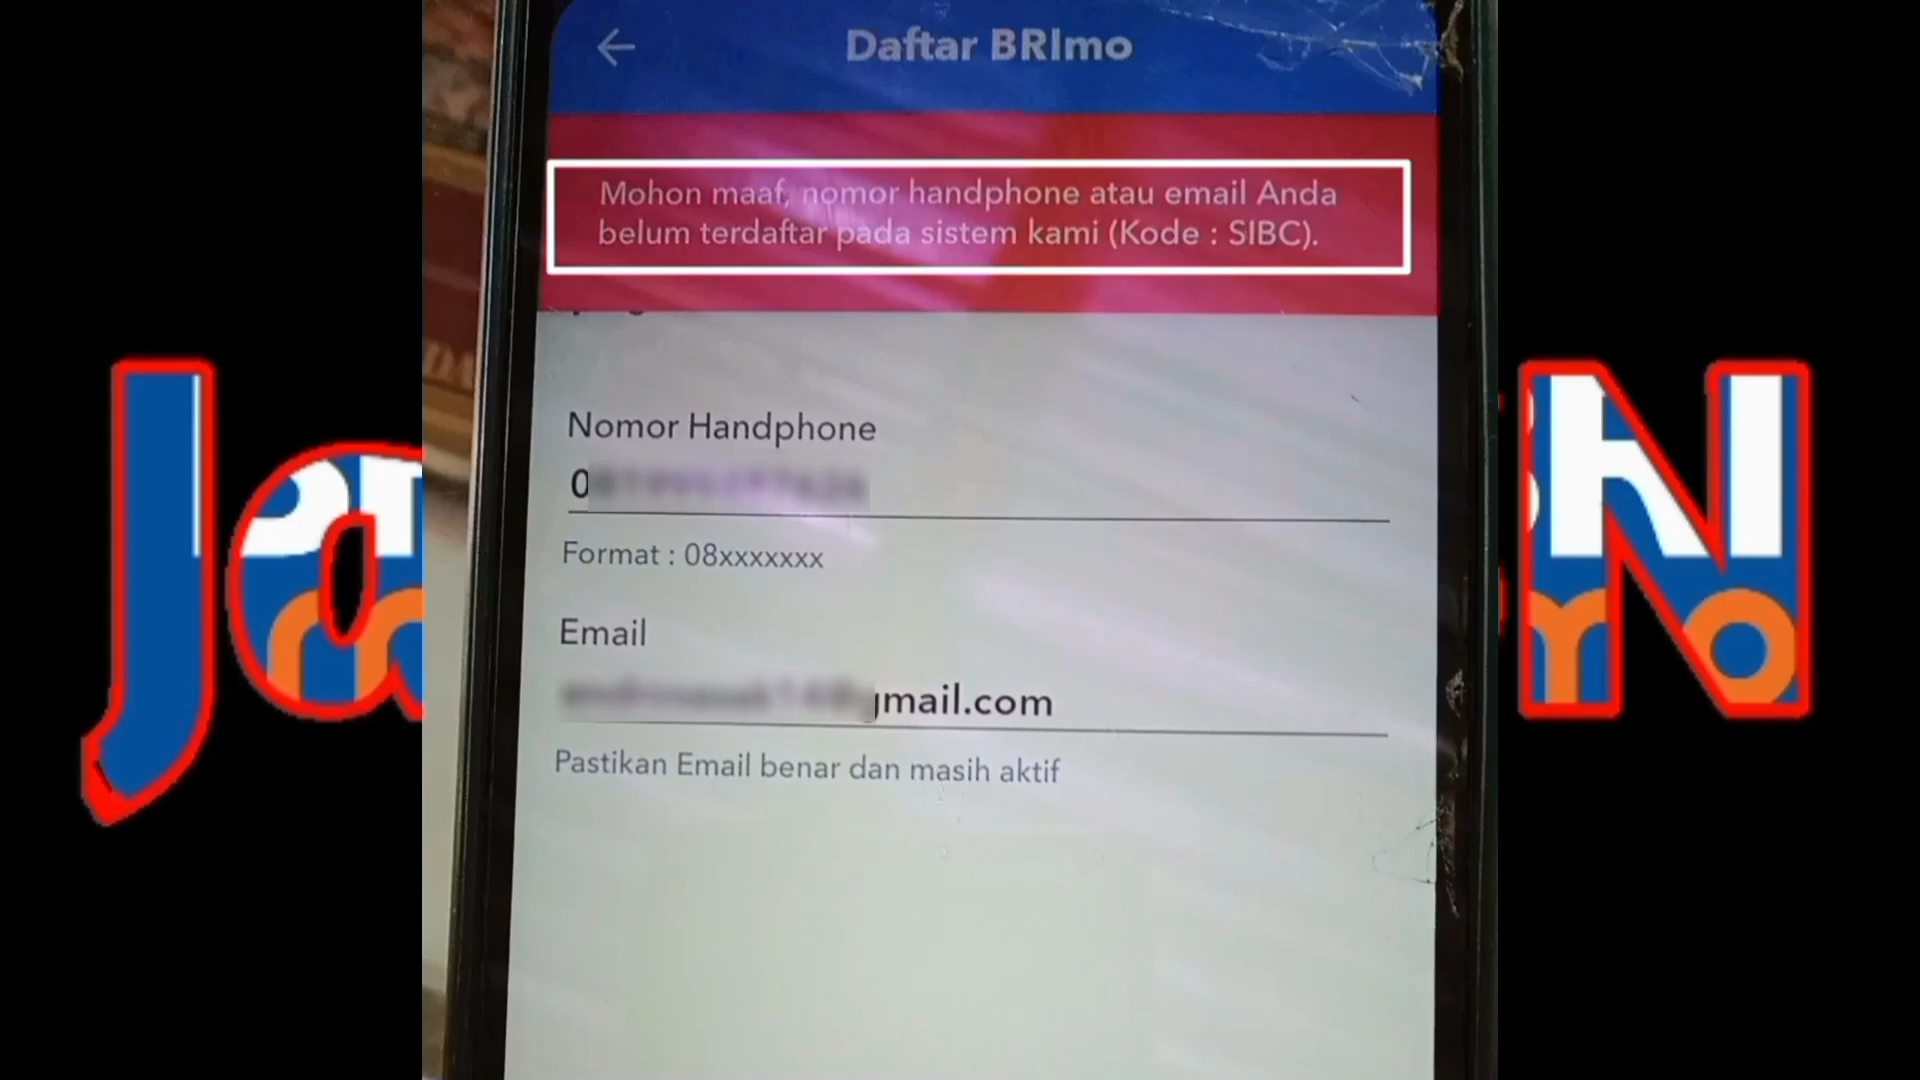 Daftar BRImo
Mohon maaf, nomor handphone atau email Anda
belum terdaftar pada sistem kami (Kode : SIBC).
Nomor Handphone
0
Format : 08xxxxxxx
Email
gmail.com
Pastikan Email benar dan masih aktif
Ja
N